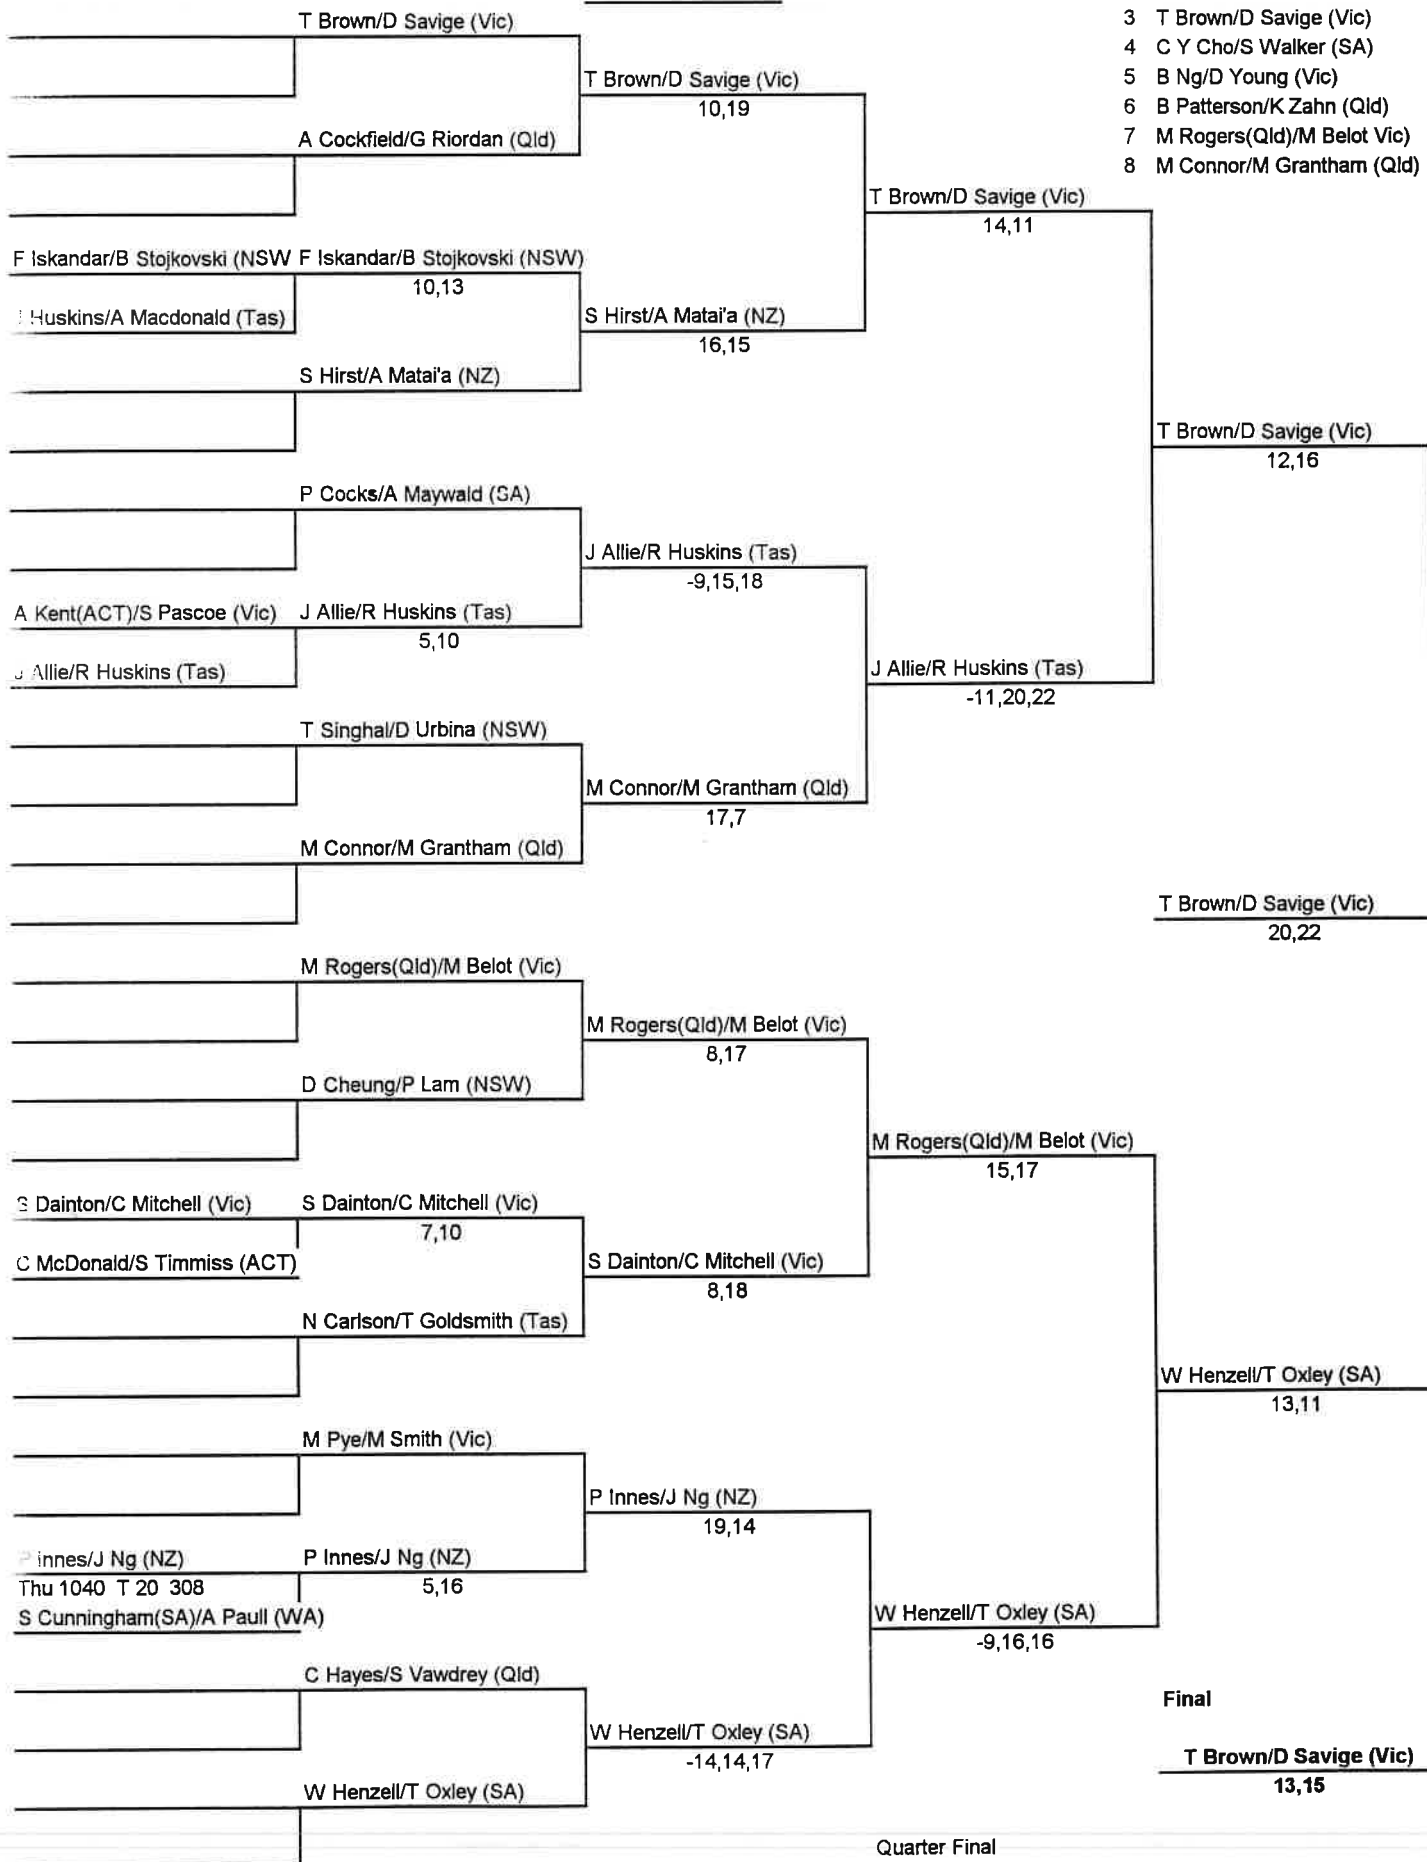 T Brown/D Savige (Vic)
3 T Brown/D Savige (Vic)
4 C Y Cho/S Walker (SA)
5 B Ng/D Young (Vic)
6 B Patterson/K Zahn (Qld)
7 M Rogers(Qld)/M Belot Vic)
8 M Connor/M Grantham (Qld)
T Brown/D Savige (Vic)
10,19
A Cockfield/G Riordan (Qld)
T Brown/D Savige (Vic)
14,11
F Iskandar/B Stojkovski (NSW F Iskandar/B Stojkovski (NSW)
10,13
Huskins/A Macdonald (Tas)
S Hirst/A Matai'a (NZ)
16,15
S Hirst/A Matai'a (NZ)
T Brown/D Savige (Vic)
12,16
P Cocks/A Maywald (SA)
J Allie/R Huskins (Tas)
-9,15,18
A Kent(ACT)/S Pascoe (Vic) J Allie/R Huskins (Tas)
5,10
J Allie/R Huskins (Tas)
J Allie/R Huskins (Tas)
-11,20,22
T Singhal/D Urbina (NSW)
M Connor/M Grantham (Qld)
17,7
M Connor/M Grantham (Qld)
T Brown/D Savige (Vic)
20,22
M Rogers(Qld)/M Belot (Vic)
M Rogers(Qld)/M Belot (Vic)
8,17
D Cheung/P Lam (NSW)
M Rogers(Qld)/M Belot (Vic)
15,17
S Dainton/C Mitchell (Vic) S Dainton/C Mitchell (Vic)
7,10
C McDonald/S Timmiss (ACT)
S Dainton/C Mitchell (Vic)
8,18
N Carlson/T Goldsmith (Tas)
W Henzell/T Oxley (SA)
13,11
M Pye/M Smith (Vic)
P Innes/J Ng (NZ)
19,14
P Innes/J Ng (NZ) P Innes/J Ng (NZ)
Thu 1040 T 20 308 5,16
S Cunningham(SA)/A Paull (WA)
W Henzell/T Oxley (SA)
-9,16,16
C Hayes/S Vawdrey (Qld)
Final
W Henzell/T Oxley (SA)
-14,14,17
T Brown/D Savige (Vic)
13,15
W Henzell/T Oxley (SA)
Quarter Final